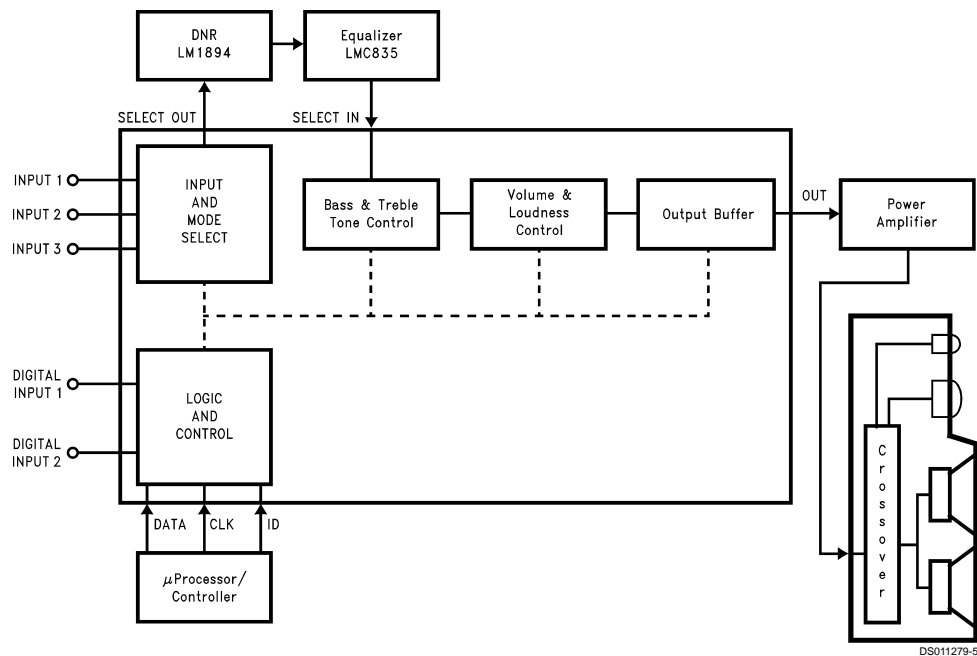 DNR
LM1894
Equalizer
LMC835
SELECT OUT
SELECT IN
INPUT 1
INPUT 2
INPUT 3
INPUT
AND
MODE
SELECT
Bass & Treble
Tone Control
Volume &
Loudness
Control
Output Buffer
OUT
Power
Amplifier
DIGITAL
INPUT 1
DIGITAL
INPUT 2
LOGIC
AND
CONTROL
DATA
CLK
ID
μProcessor/
Controller
Crossover
DS011279-5